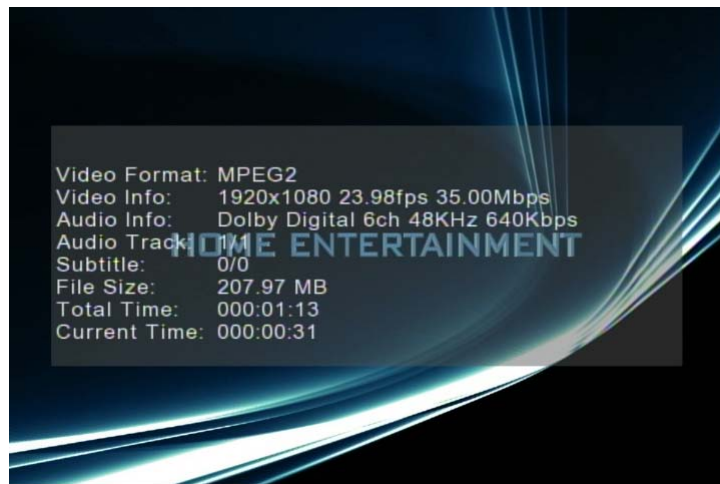 Video Format: MPEG2
Video Info: 1920x1080 23.98fps 35.00Mbps
Audio Info: Dolby Digital 6ch 48KHz 640Kbps
Audio Track: 1/1
HOME ENTERTAINMENT
Subtitle: 0/0
File Size: 207.97 MB
Total Time: 000:01:13
Current Time: 000:00:31